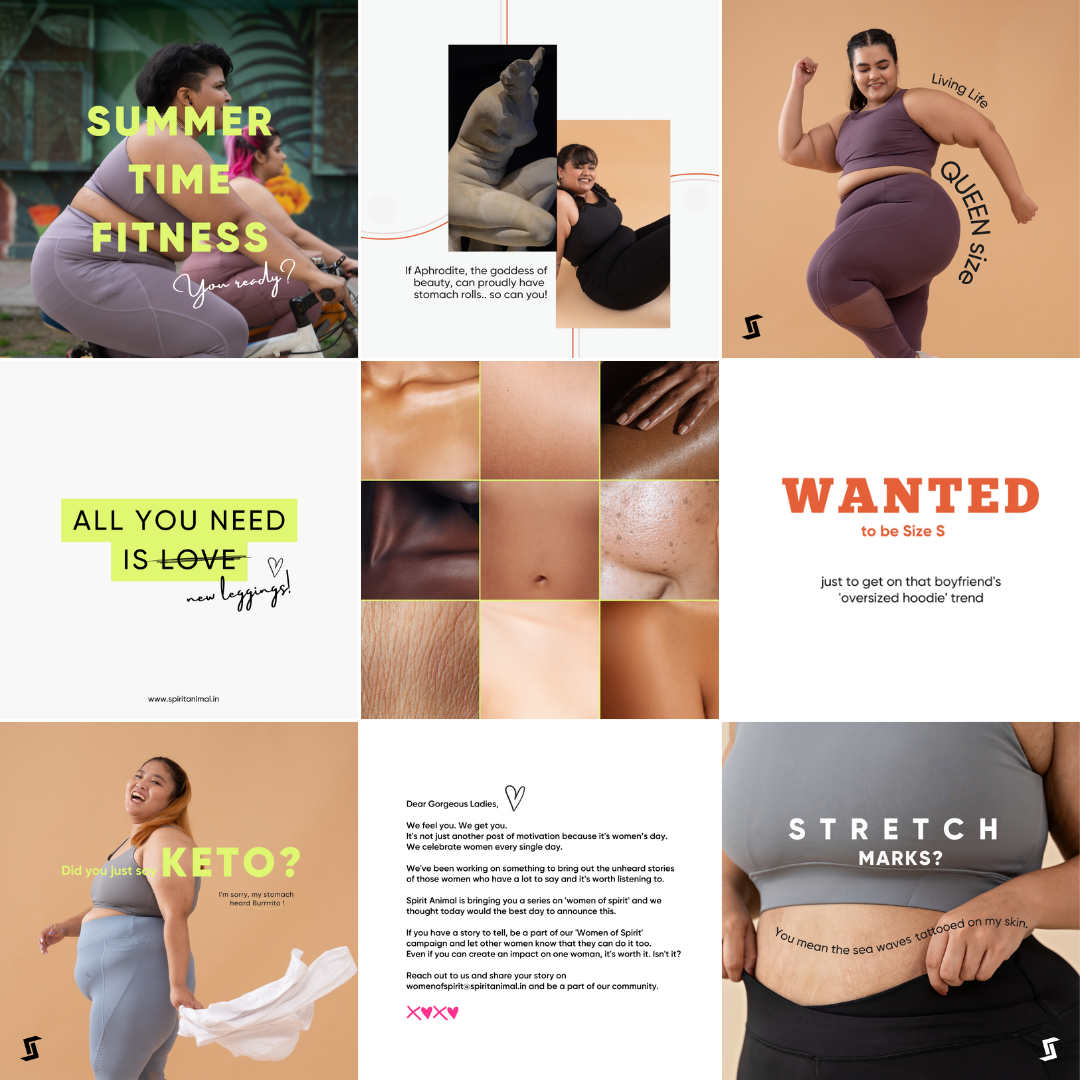 SUMMER
TIME
FITNESS
You ready?
If Aphrodite, the goddess of
beauty, can proudly have
stomach rolls.. so can you!
Living Life
QUEEN size
ALL YOU NEED
IS LOVE
new leggings!
www.spiritanimal.in
WANTED
to be Size S
just to get on that boyfriend's
'oversized hoodie' trend
Did you just say KETO?
I'm sorry, my stomach
heard Burrrrito !
Dear Gorgeous Ladies,
We feel you. We get you.
It's not just another post of motivation because it's women's day.
We celebrate women every single day.
We've been working on something to bring out the unheard stories
of those women who have a lot to say and it's worth listening to.
Spirit Animal is bringing you a series on 'women of spirit' and we
thought today would the best day to announce this.
If you have a story to tell, be a part of our 'Women of Spirit'
campaign and let other women know that they can do it too.
Even if you can create an impact on one woman, it's worth it. Isn't it?
Reach out to us and share your story on
womenofspirit@spiritanimal.in and be a part of our community.
STRETCH
MARKS?
You mean the sea waves tattooed on my skin.